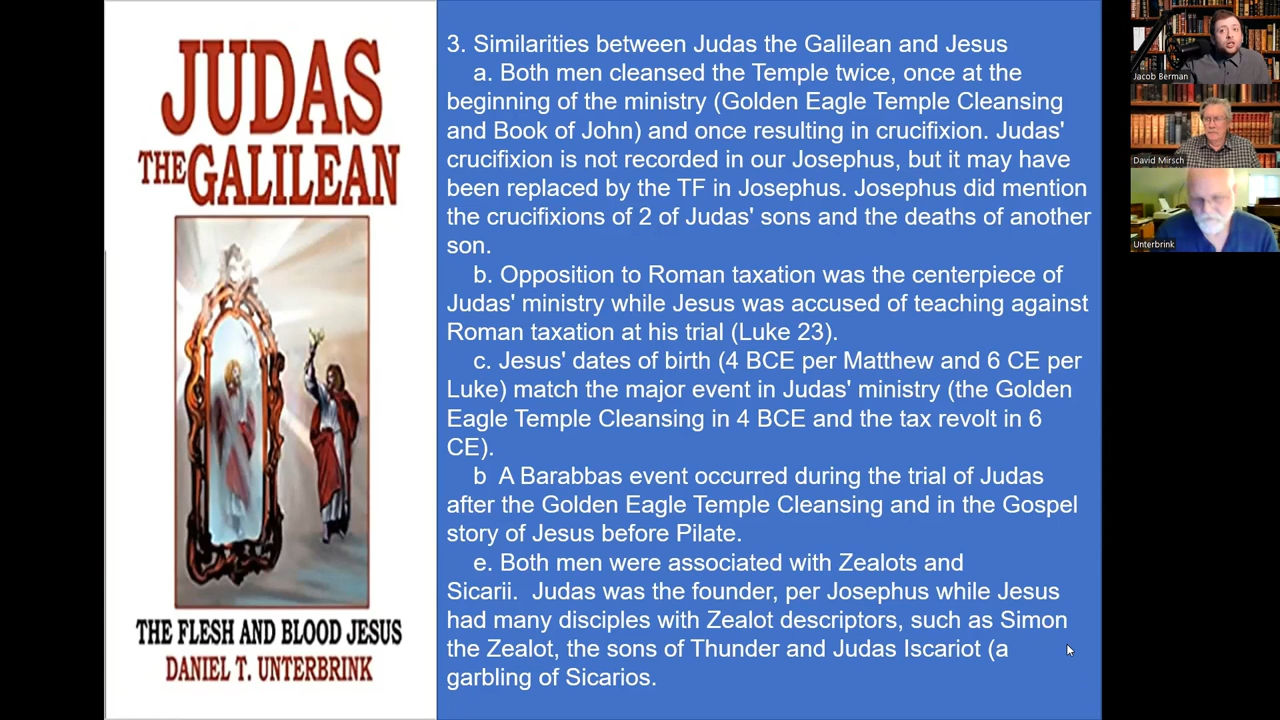 JUDAS
THE GALILEAN
THE FLESH AND BLOOD JESUS
DANIEL T. UNTERBRINK
3. Similarities between Judas the Galilean and Jesus
a. Both men cleansed the Temple twice, once at the
beginning of the ministry (Golden Eagle Temple Cleansing
and Book of John) and once resulting in crucifixion. Judas'
crucifixion is not recorded in our Josephus, but it may have
been replaced by the TF in Josephus. Josephus did mention
the crucifixions of 2 of Judas' sons and the deaths of another
son.
b. Opposition to Roman taxation was the centerpiece of
Judas' ministry while Jesus was accused of teaching against
Roman taxation at his trial (Luke 23).
c. Jesus' dates of birth (4 BCE per Matthew and 6 CE per
Luke) match the major event in Judas' ministry (the Golden
Eagle Temple Cleansing in 4 BCE and the tax revolt in 6
CE).
b A Barabbas event occurred during the trial of Judas
after the Golden Eagle Temple Cleansing and in the Gospel
story of Jesus before Pilate.
e. Both men were associated with Zealots and
Sicarii. Judas was the founder, per Josephus while Jesus
had many disciples with Zealot descriptors, such as Simon
the Zealot, the sons of Thunder and Judas Iscariot (a
garbling of Sicarios.
Jacob Berman
David Mirsch
Unterbrink